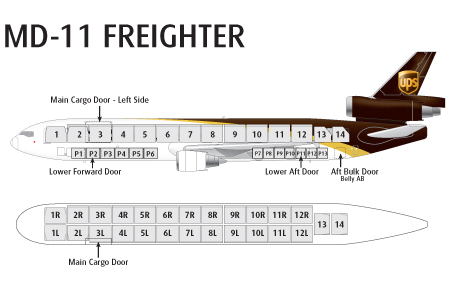 MD-11 FREIGHTER
ups
Main Cargo Door - Left Side
1 2 3 4 5 6 7 8 9 10 11 12 13 14
P1 P2 P3 P4 P5 P6 P7 P8 P9 P10 P11 P12 P13
Lower Forward Door
Lower Aft Door
Aft Bulk Door
Belly AB
1R 2R 3R 4R 5R 6R 7R 8R 9R 10R 11R 12R
13 14
1L 2L 3L 4L 5L 6L 7L 8L 9L 10L 11L 12L
Main Cargo Door